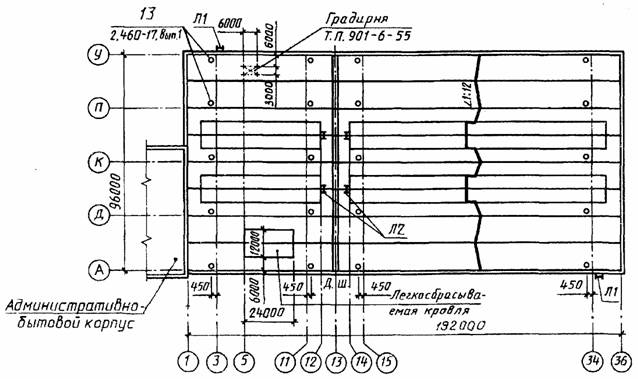 13
2.460-17, вып.1
Л1
6000
6000
Градирня
Т.П. 901-6-55
3000
∠1:12
У
П
К
Д
А
96000
Л2
12000
6000
24000
450
450
Д.Ш.
450
450
Л1
Легкосбрасыва-
емая кровля
192000
Административно-
бытовой корпус
1
3
5
11
12
13
14
15
34
36